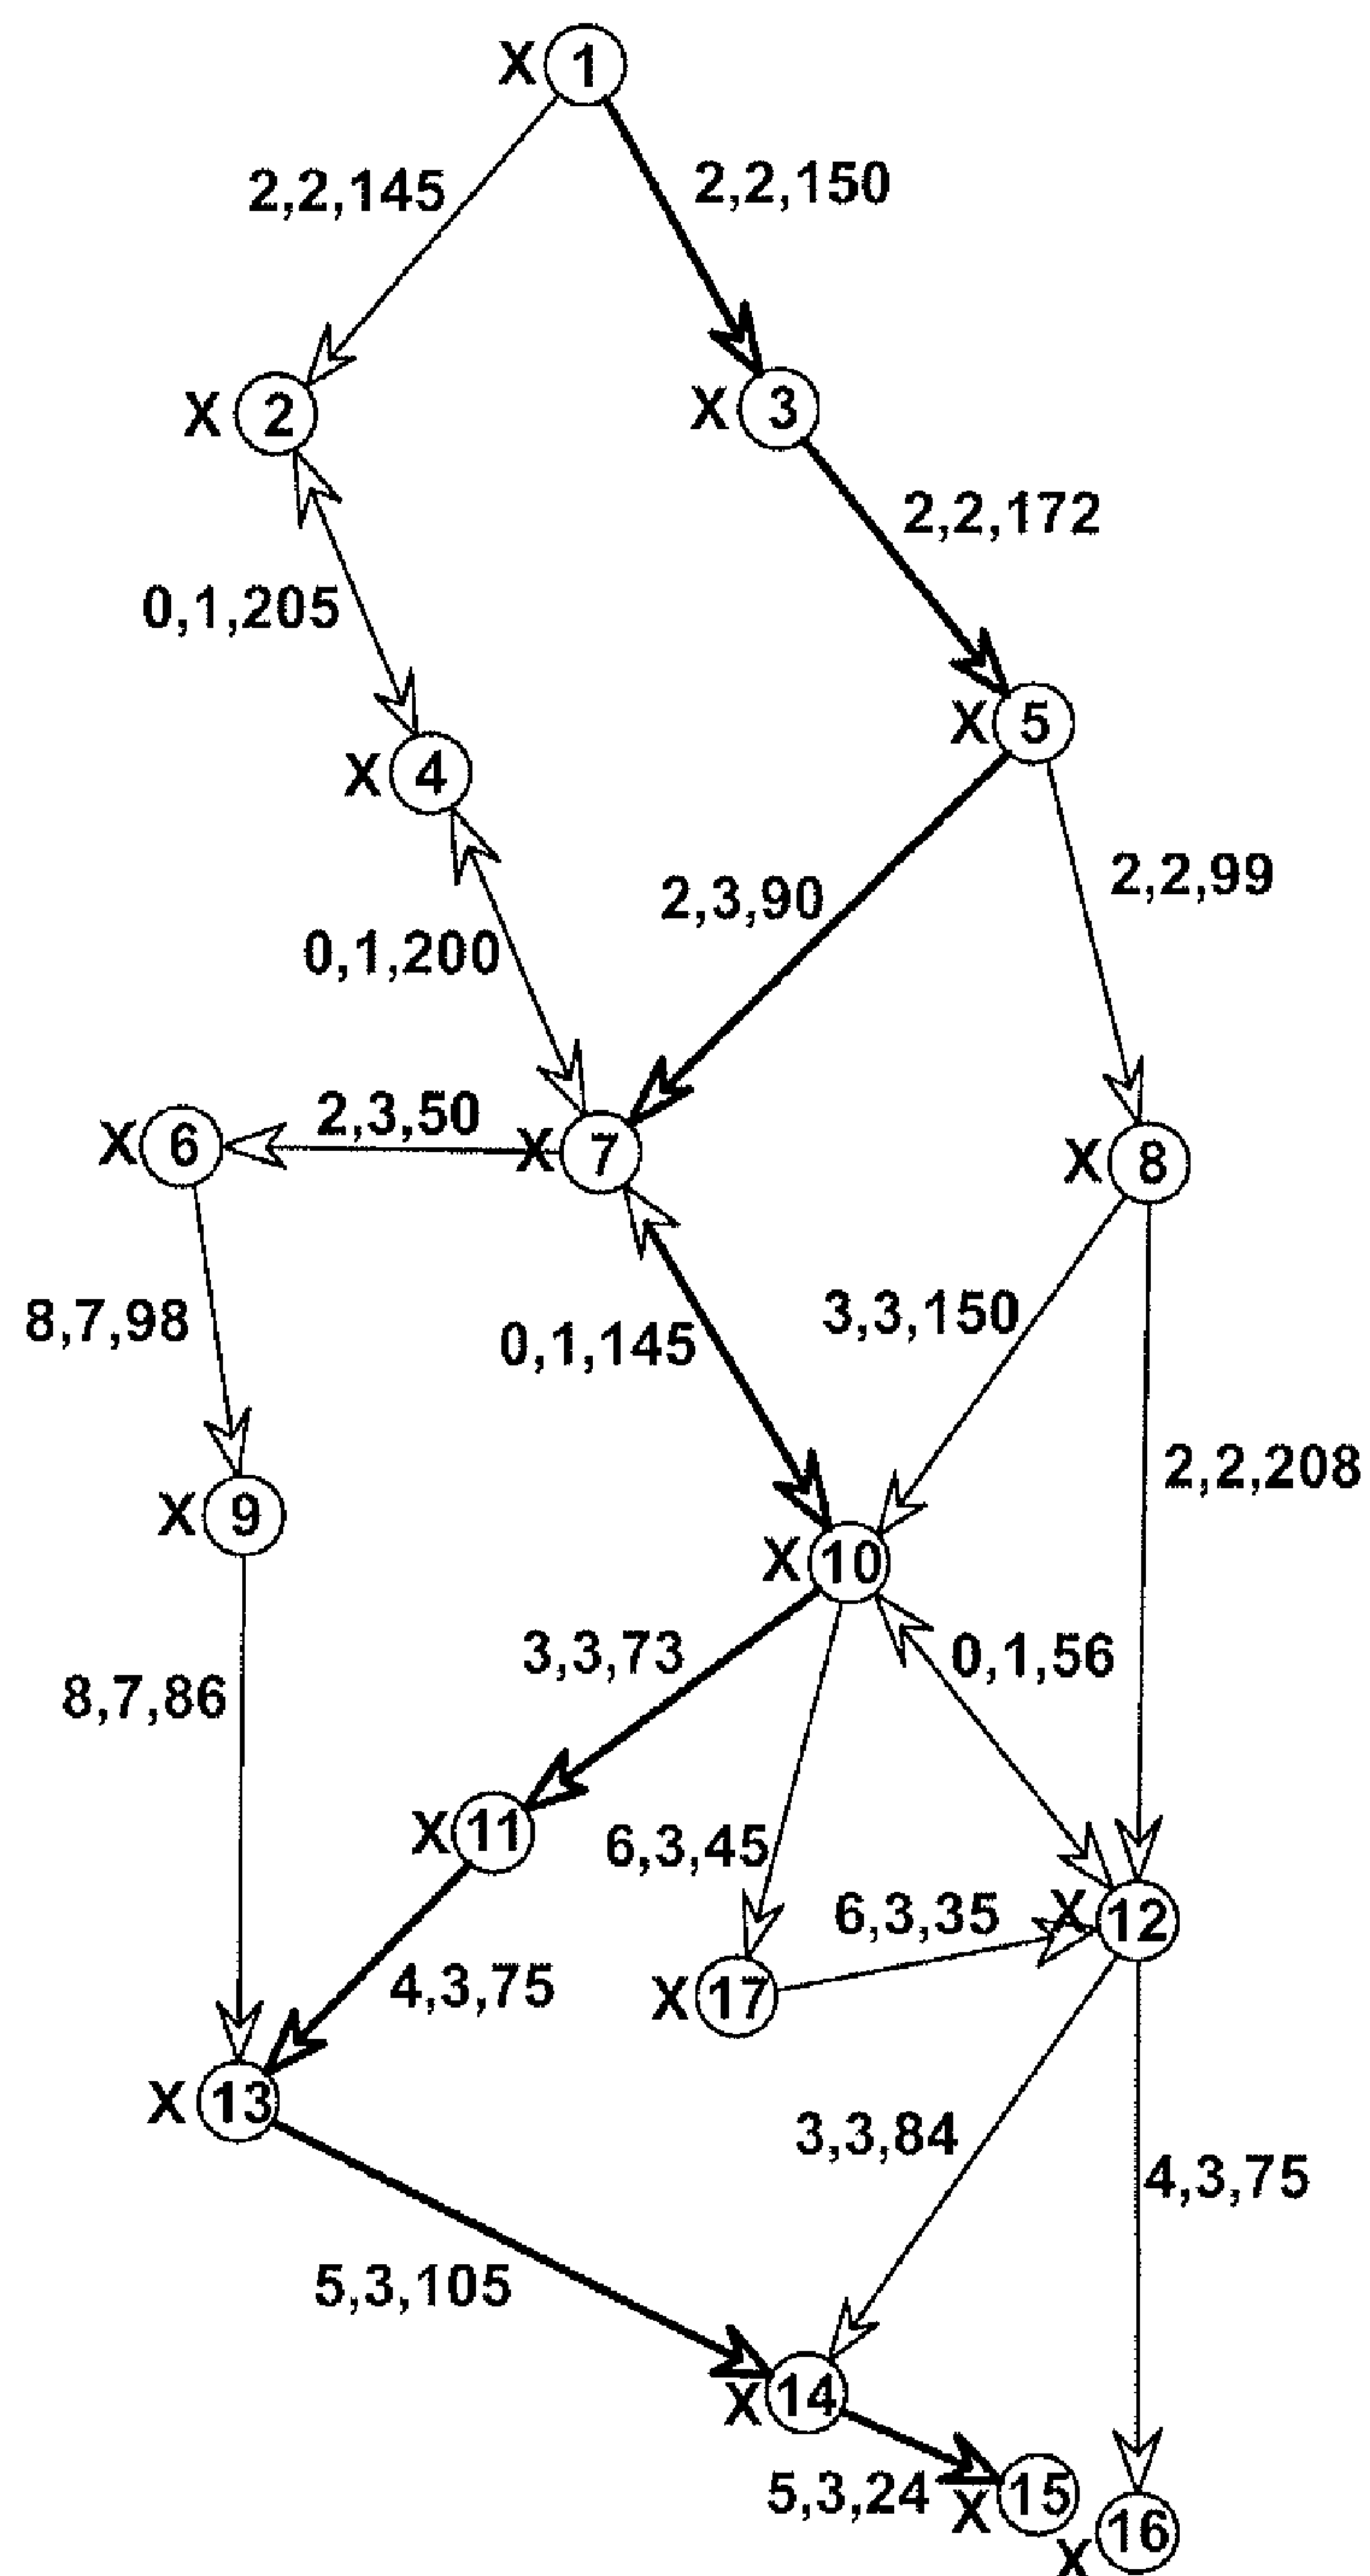 X 1
2,2,145
2,2,150
X 2
X 3
2,2,172
0,1,205
X 5
X 4
2,2,99
2,3,90
0,1,200
2,3,50
X 6
X 7
X 8
8,7,98
3,3,150
0,1,145
2,2,208
X 9
X 10
3,3,73
0,1,56
8,7,86
X 11
6,3,45
6,3,35
X 12
4,3,75
X 17
X 13
3,3,84
4,3,75
5,3,105
X 14
5,3,24
X 15
X 16